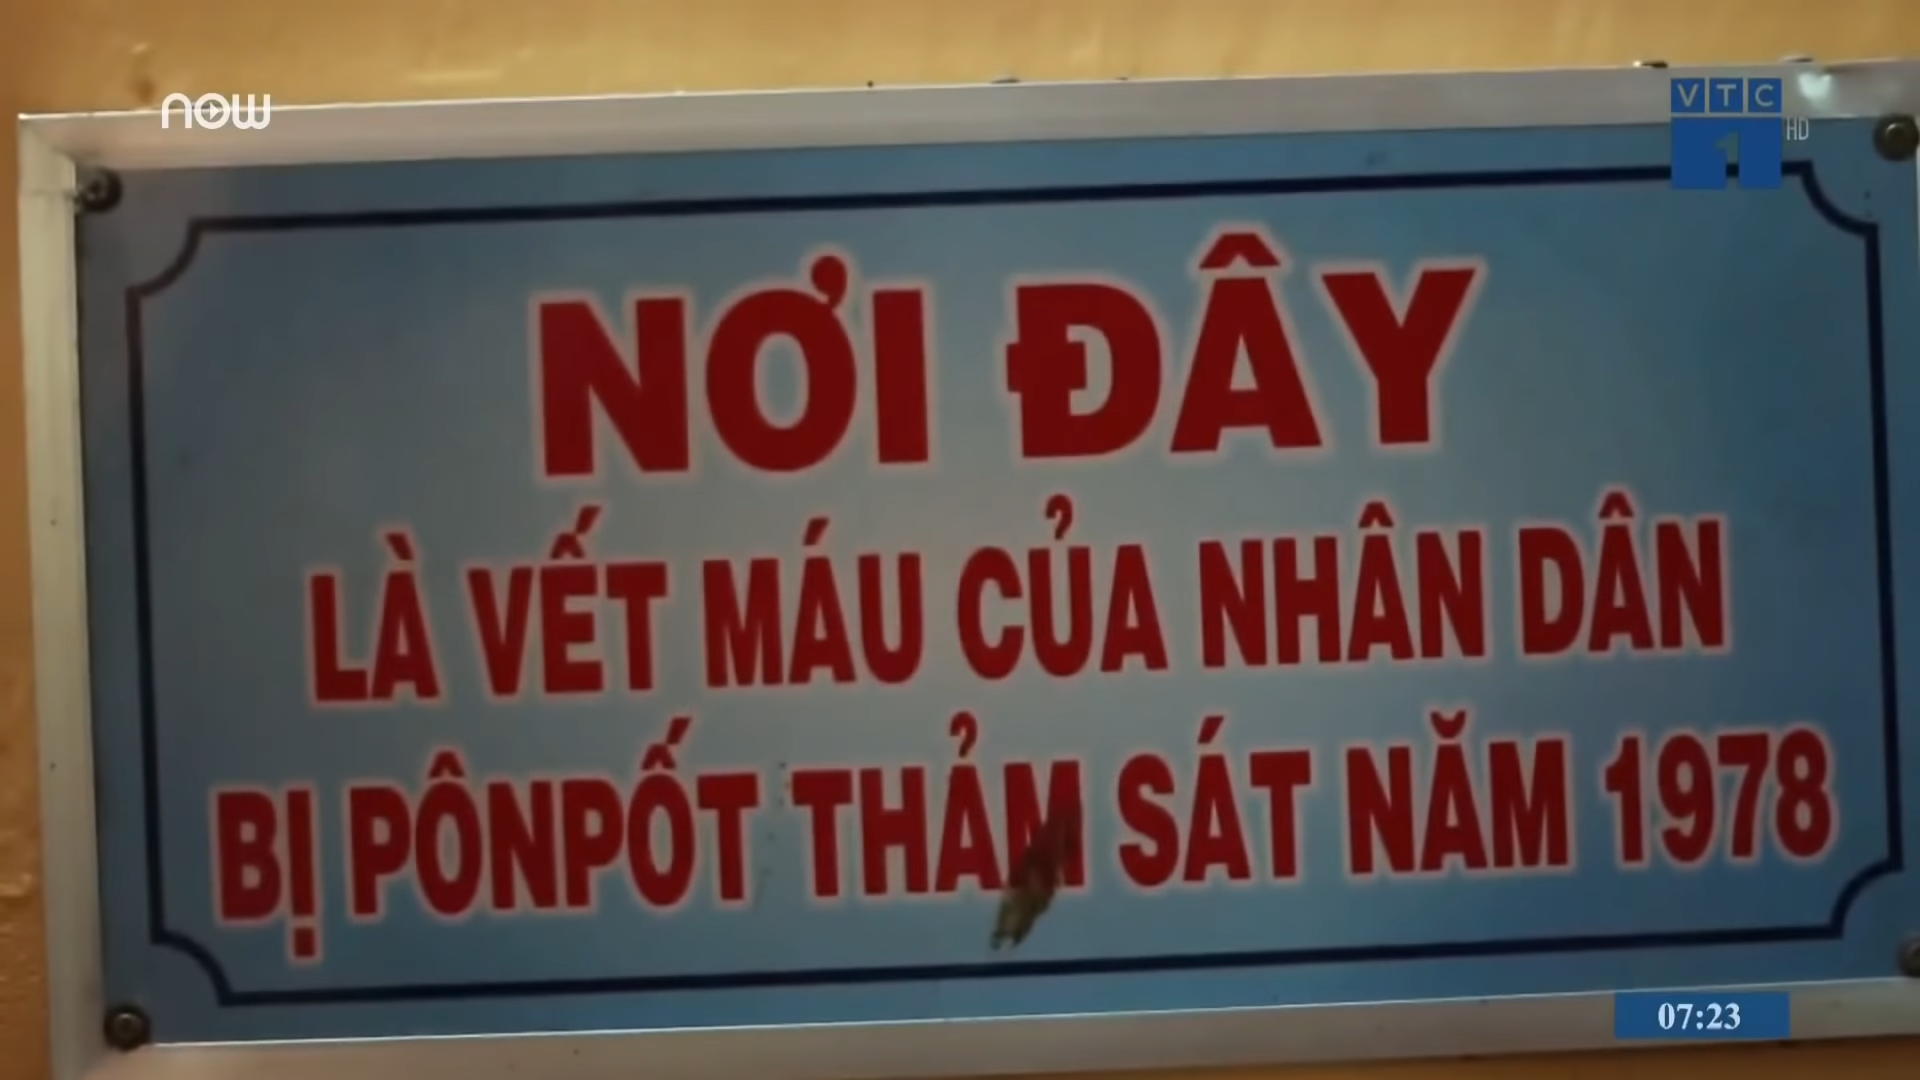 now
VTC
1
HD
NƠI ĐÂY
LÀ VẾT MÁU CỦA NHÂN DÂN
BỊ PÔNPỐT THẢM SÁT NĂM 1978
07:23